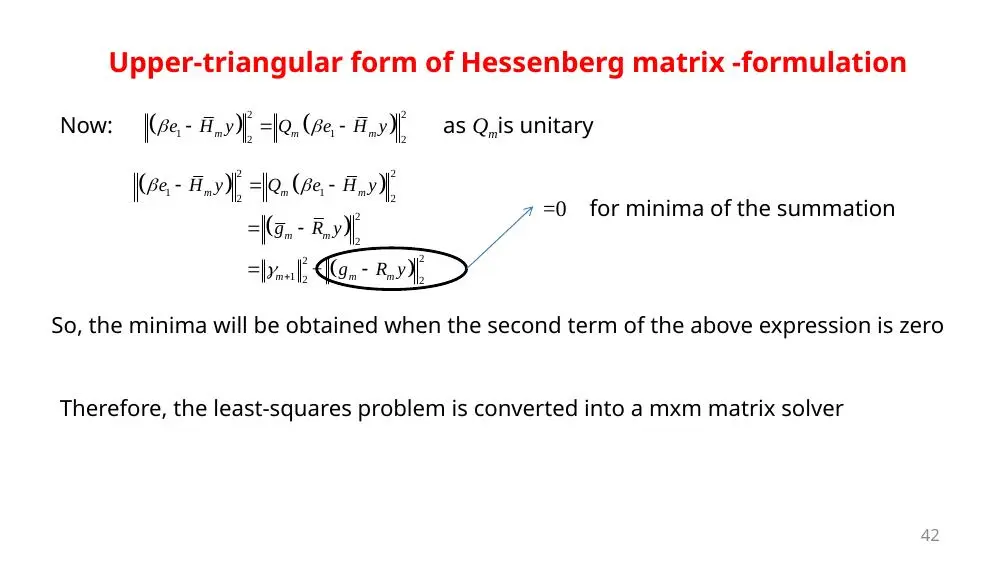 Upper-triangular form of Hessenberg matrix -formulation
Now: ‖(βe₁ - H̅ₘy)‖₂² = ‖Qₘ(βe₁ - H̅ₘy)‖₂² as Qₘis unitary
‖(βe₁ - H̅ₘy)‖₂² = ‖Qₘ(βe₁ - H̅ₘy)‖₂²
=0 for minima of the summation
= ‖(g̅ₘ - R̅ₘy)‖₂²
= ‖γₘ₊₁‖₂² + ‖(gₘ - Rₘy)‖₂²
So, the minima will be obtained when the second term of the above expression is zero
Therefore, the least-squares problem is converted into a mxm matrix solver
42